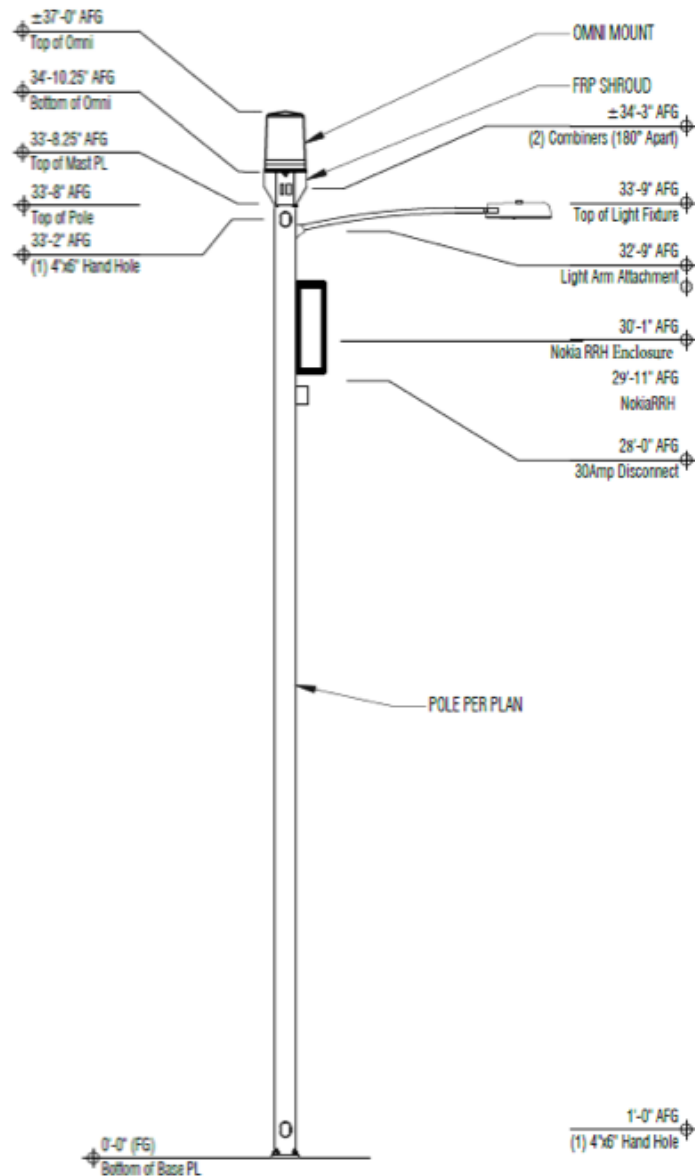 ±37'-0" AFG
Top of Omni
34'-10.25" AFG
Bottom of Omni
33'-8.25" AFG
Top of Mast PL
33'-8" AFG
Top of Pole
33'-2" AFG
(1) 4"x6" Hand Hole
OMNI MOUNT
FRP SHROUD
±34'-3" AFG
(2) Combiners (180° Apart)
33'-9" AFG
Top of Light Fixture
32'-9" AFG
Light Arm Attachment
30'-1" AFG
Nokia RRH Enclosure
29'-11" AFG
NokiaRRH
28'-0" AFG
30Amp Disconnect
POLE PER PLAN
1'-0" AFG
(1) 4"x6" Hand Hole
0'-0" (FG)
Bottom of Base PL